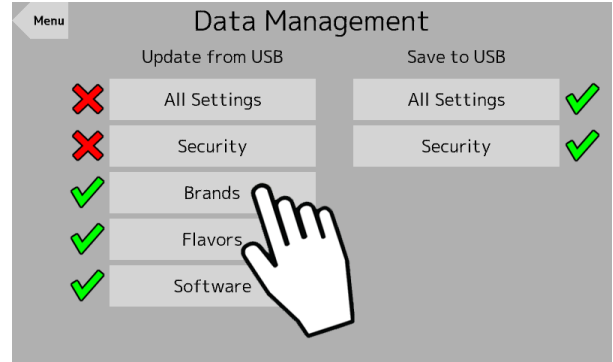 Menu
Data Management
Update from USB
Save to USB
All Settings
All Settings
Security
Security
Brands
Flavors
Software